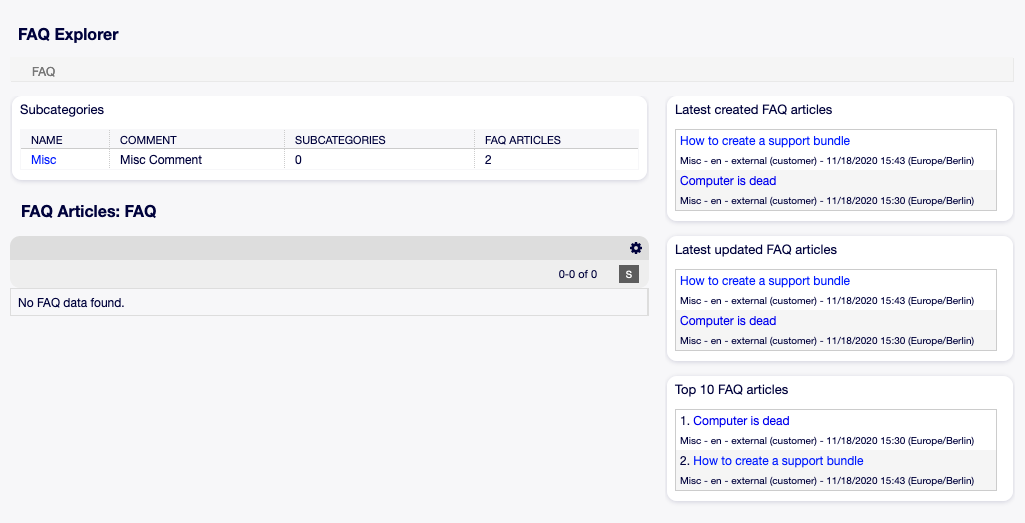 FAQ Explorer
FAQ
Subcategories
NAME COMMENT SUBCATEGORIES FAQ ARTICLES
Misc Misc Comment 0 2
FAQ Articles: FAQ
0-0 of 0 S
No FAQ data found.
Latest created FAQ articles
How to create a support bundle
Misc - en - external (customer) - 11/18/2020 15:43 (Europe/Berlin)
Computer is dead
Misc - en - external (customer) - 11/18/2020 15:30 (Europe/Berlin)
Latest updated FAQ articles
How to create a support bundle
Misc - en - external (customer) - 11/18/2020 15:43 (Europe/Berlin)
Computer is dead
Misc - en - external (customer) - 11/18/2020 15:30 (Europe/Berlin)
Top 10 FAQ articles
1. Computer is dead
Misc - en - external (customer) - 11/18/2020 15:30 (Europe/Berlin)
2. How to create a support bundle
Misc - en - external (customer) - 11/18/2020 15:43 (Europe/Berlin)